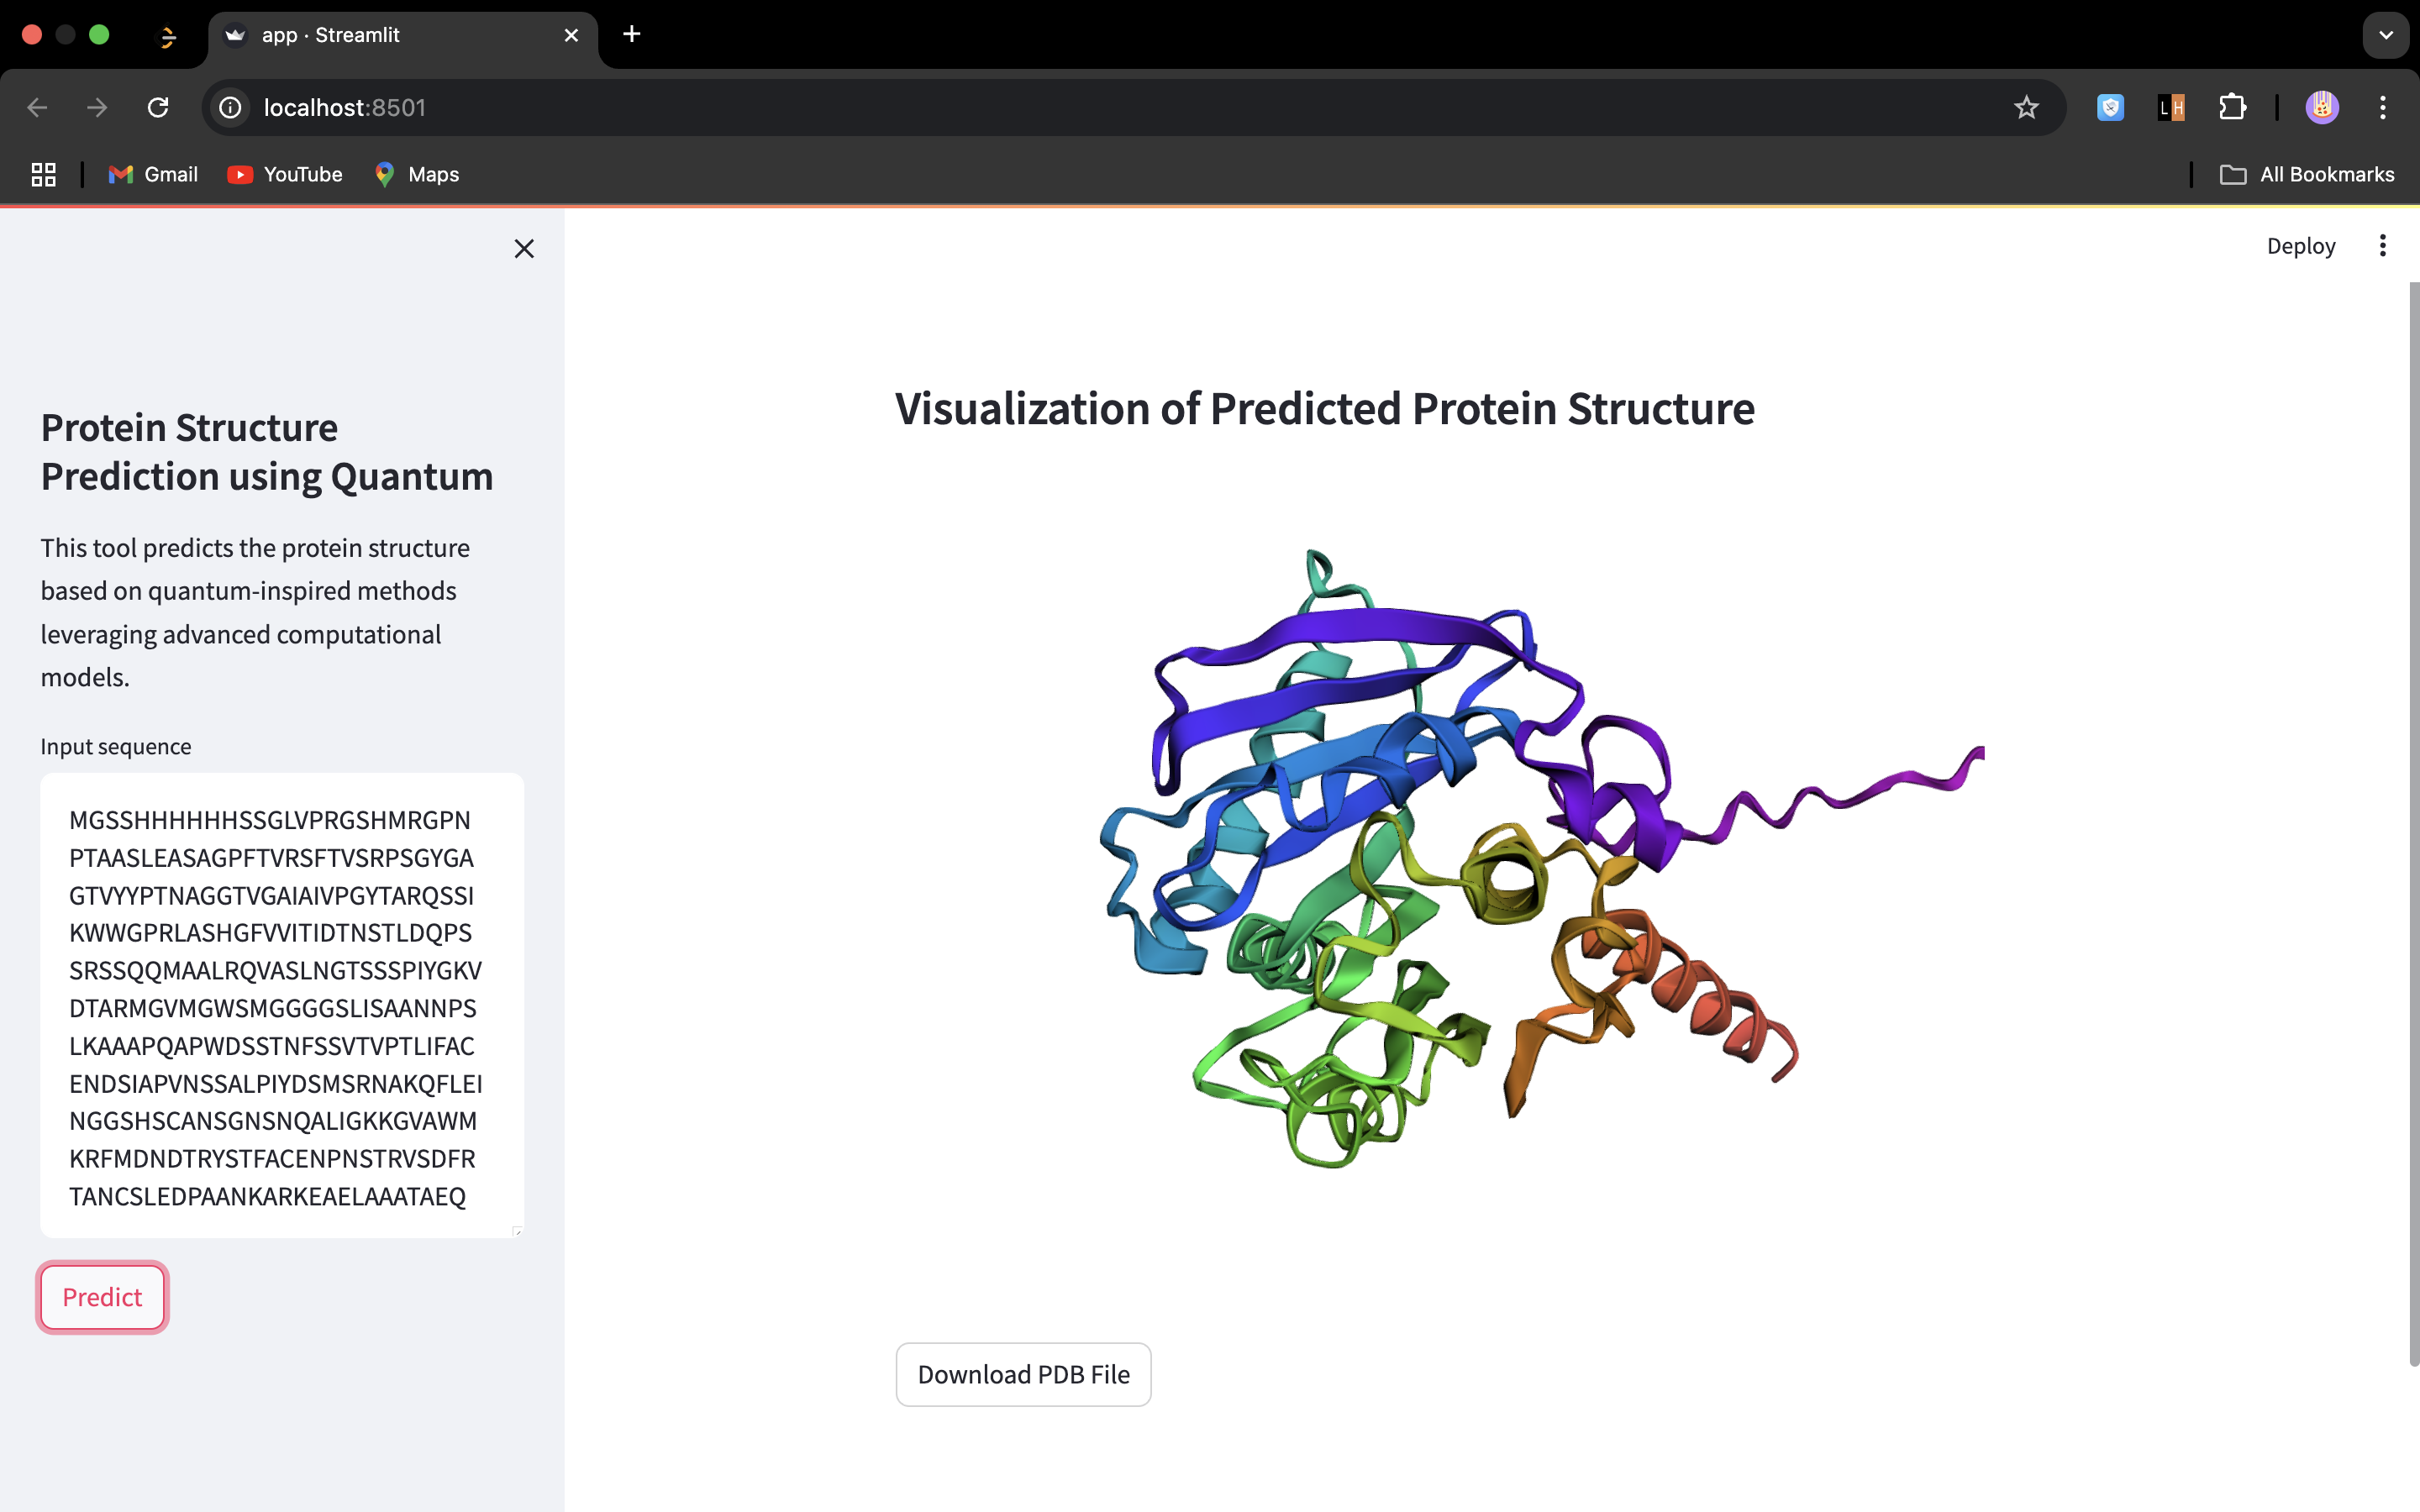 app · Streamlit
localhost:8501
L H
Gmail
YouTube
Maps
All Bookmarks
Deploy
Protein Structure
Prediction using Quantum
This tool predicts the protein structure
based on quantum-inspired methods
leveraging advanced computational
models.
Input sequence
MGSSHHHHHHSSGLVPRGSHMRGPN
PTAASLEASAGPFTVRSFTVSRPSGYGA
GTVYYPTNAGGTVGAIAIVPGYTARQSSI
KWWGPRLASHGFVVITIDTNSTLDQPS
SRSSQQMAALRQVASLNGTSSSPIYGKV
DTARMGVMGWSMGGGGSLISAANNPS
LKAAAPQAPWDSSTNFSSVTVPTLIFAC
ENDSIAPVNSSALPIYDSMSRNAKQFLEI
NGGSHSCANSGNSNQALIGKKGVAWM
KRFMDNDTRYSTFACENPNSTRVSDFR
TANCSLEDPAANKARKEAELAAATAEQ
Predict
Visualization of Predicted Protein Structure
Download PDB File